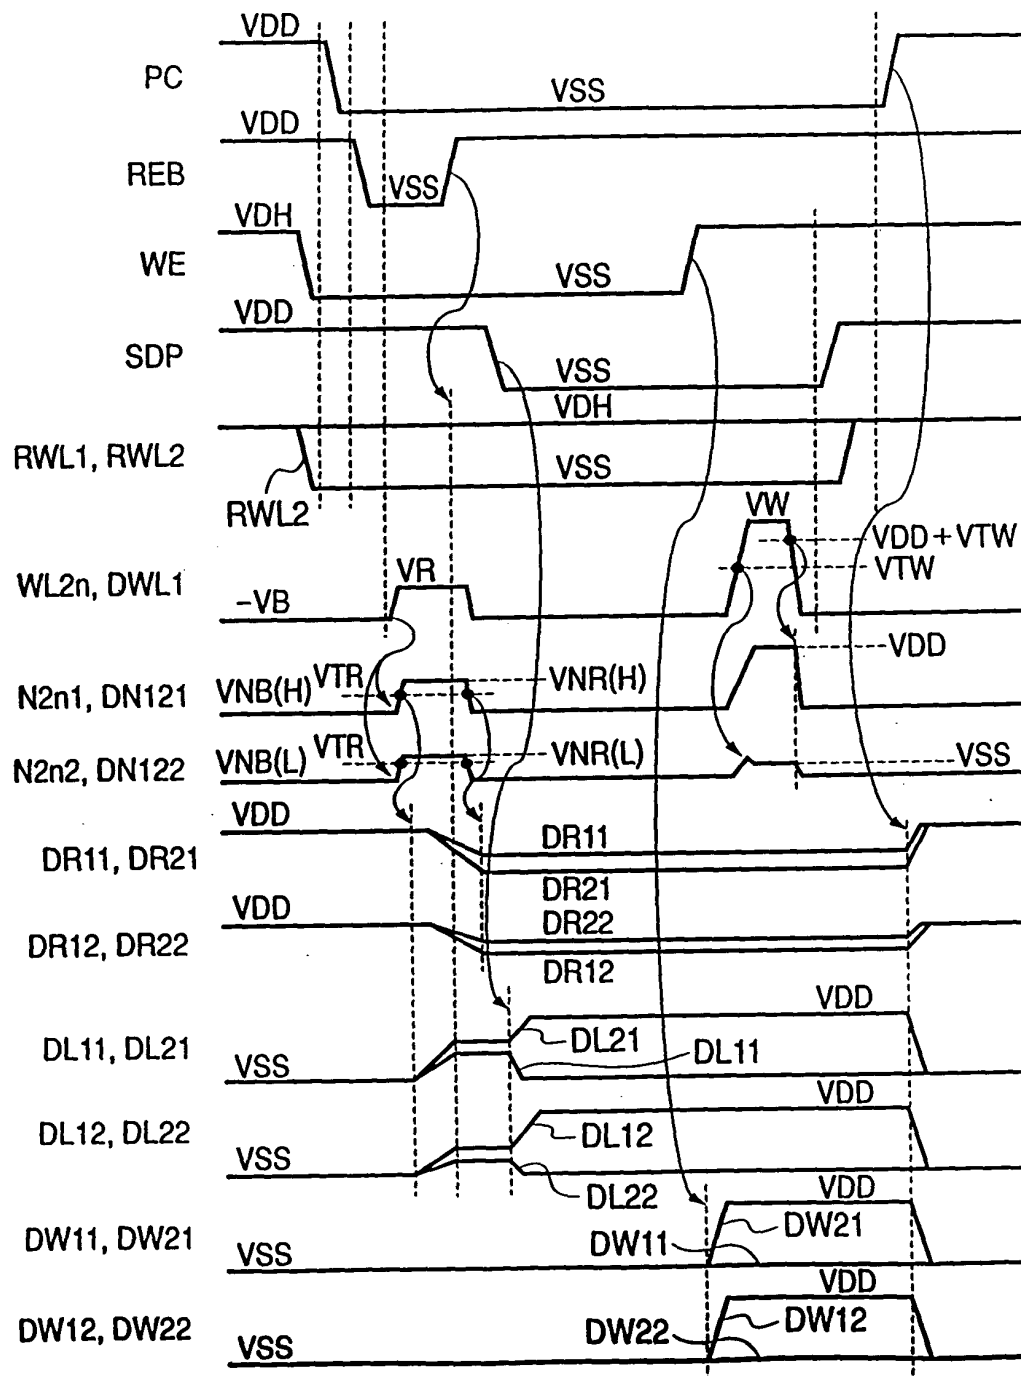 VDD
PC
VSS
VDD
REB
VSS
VDH
WE
VSS
VDD
SDP
VSS
VDH
RWL1, RWL2
VSS
RWL2
VW
VDD+VTW
WL2n, DWL1
VR
VTW
-VB
VDD
N2n1, DN121
VNB(H)
VTR
VNR(H)
N2n2, DN122
VNB(L)
VTR
VNR(L)
VSS
VDD
DR11, DR21
DR11
DR21
VDD
DR12, DR22
DR22
DR12
VDD
DL11, DL21
DL21
DL11
VSS
VDD
DL12, DL22
DL12
VSS
DL22
VDD
DW11, DW21
DW11
DW21
VSS
VDD
DW12, DW22
DW22
DW12
VSS